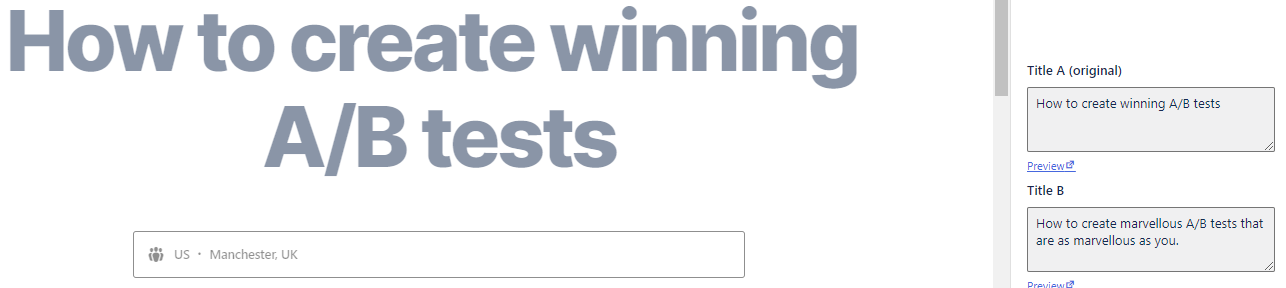 How to create winning
A/B tests
US · Manchester, UK
Title A (original)
How to create winning A/B tests
Preview
Title B
How to create marvellous A/B tests that
are as marvellous as you.
Preview